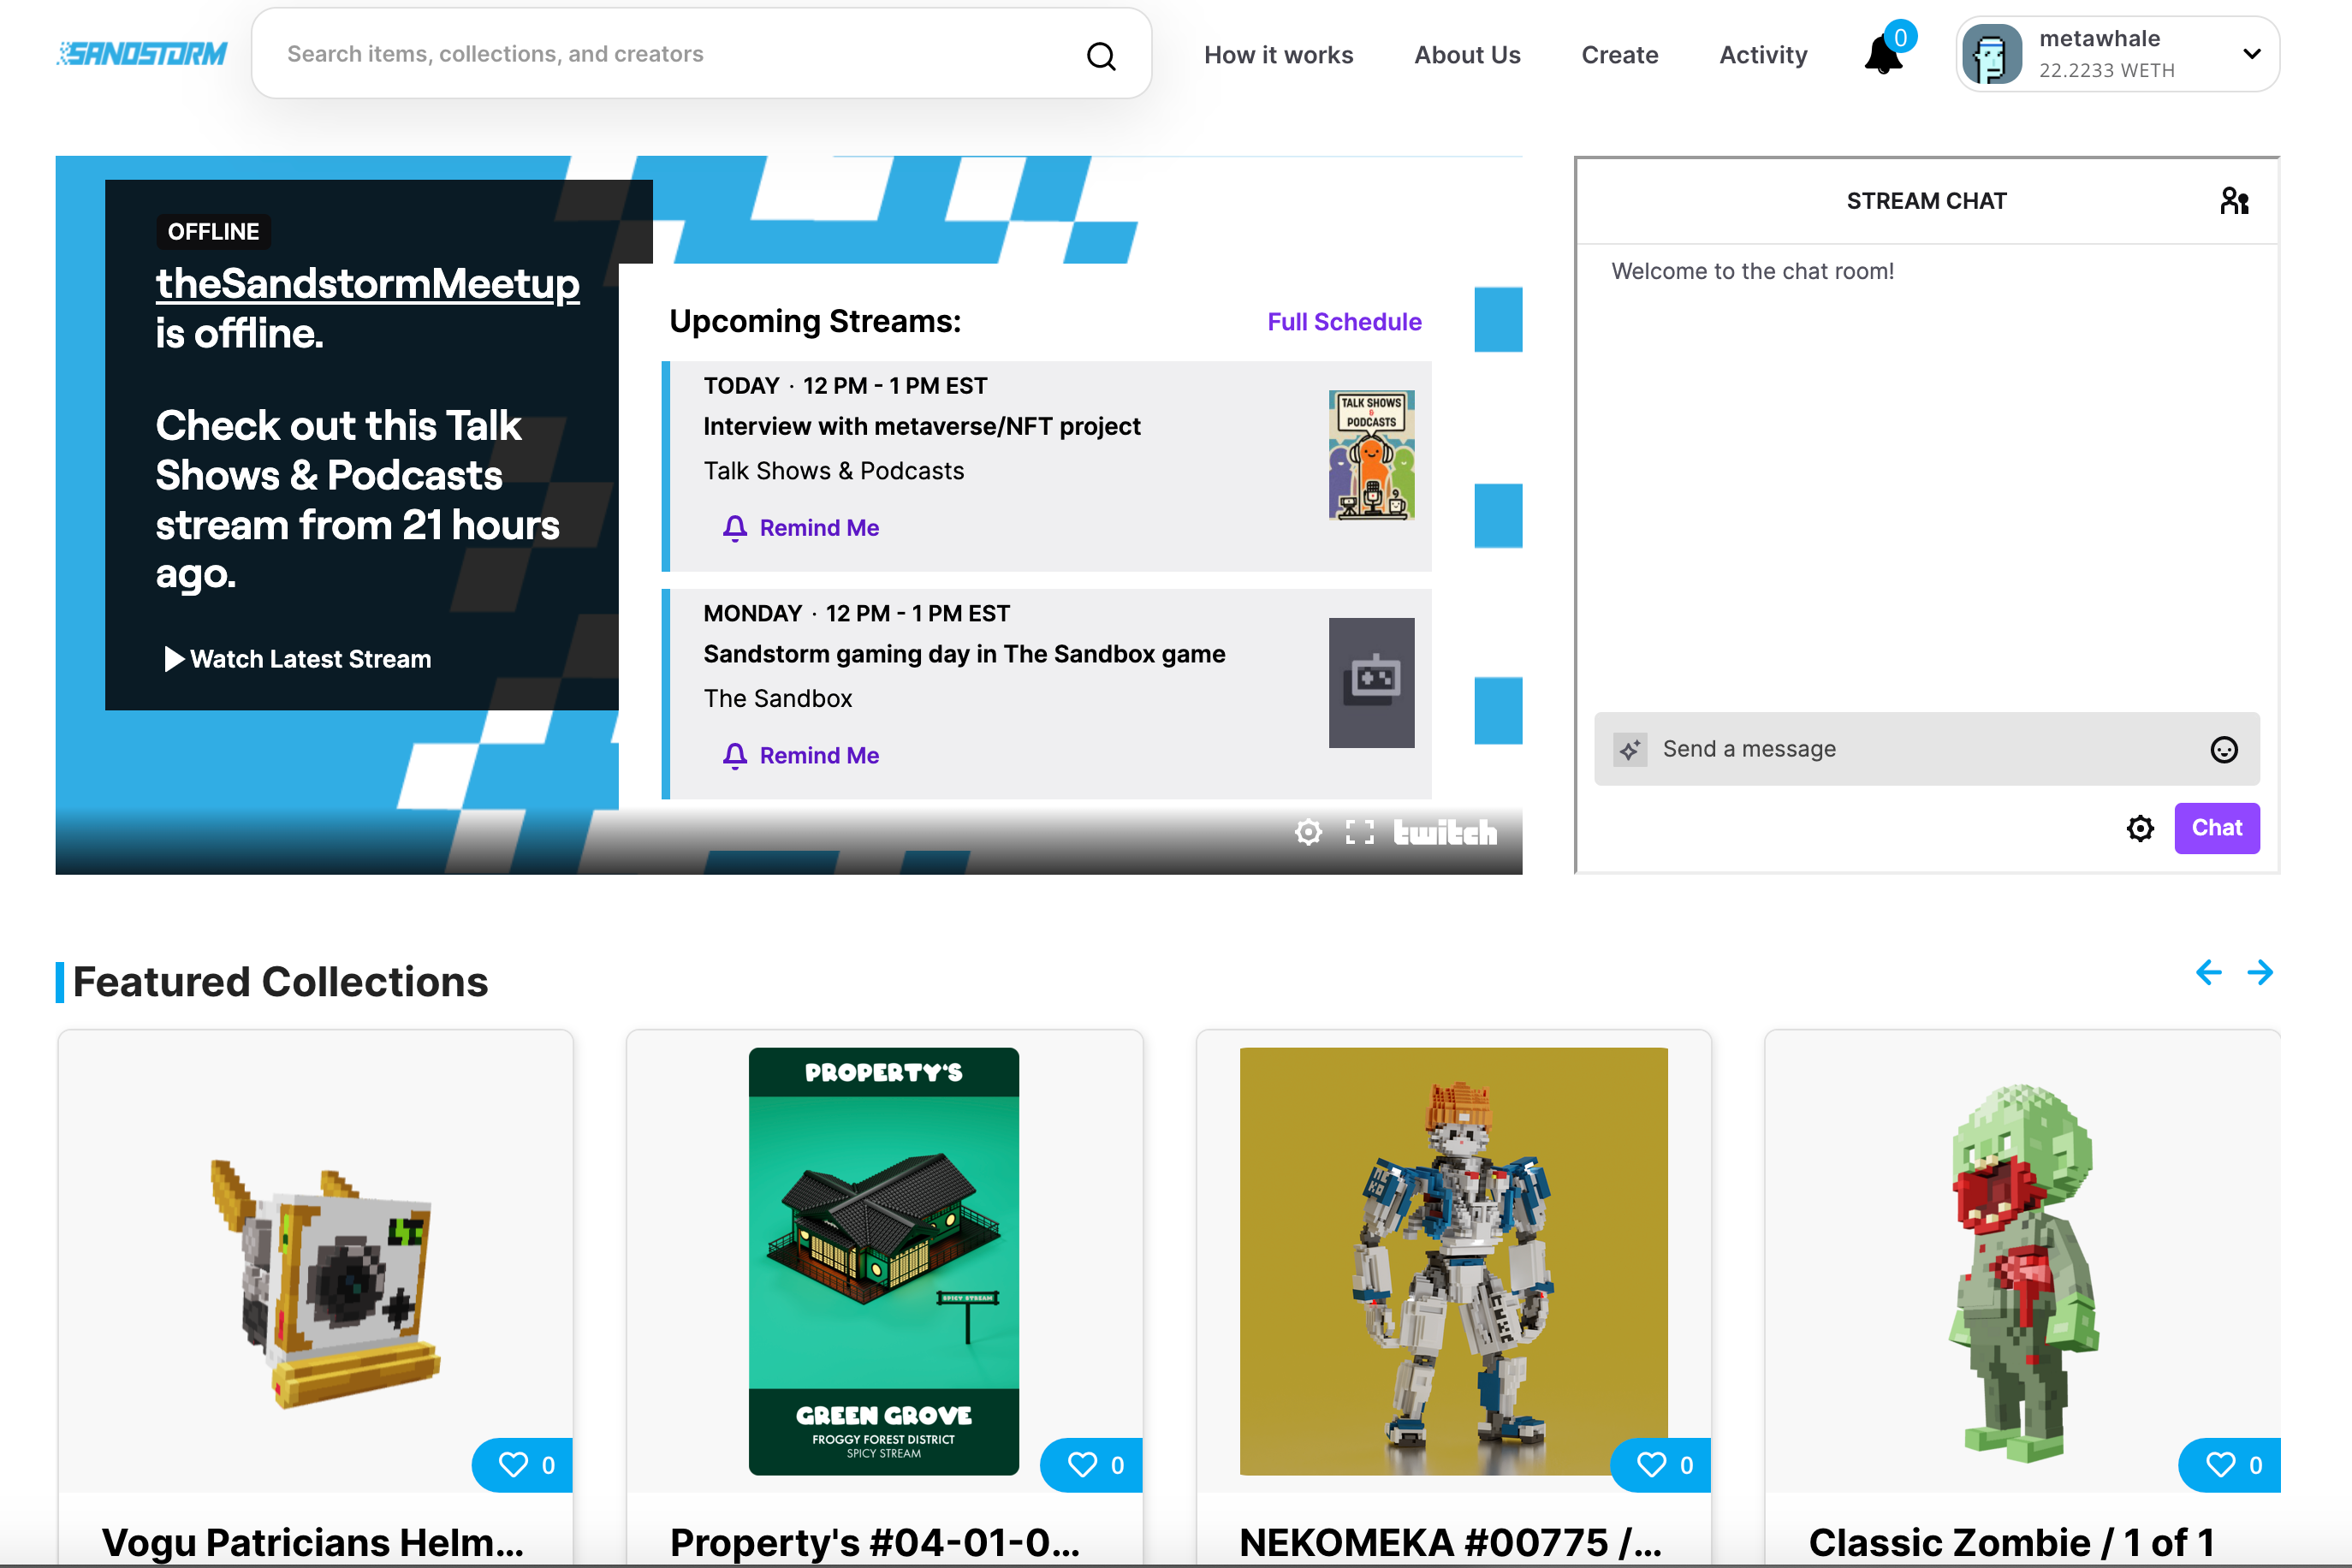 SANDSTORM
Search items, collections, and creators
How it works
About Us
Create
Activity
0
metawhale
22.2233 WETH
OFFLINE
theSandstormMeetup
is offline.
Check out this Talk
Shows & Podcasts
stream from 21 hours
ago.
Watch Latest Stream
Upcoming Streams:
Full Schedule
TODAY · 12 PM - 1 PM EST
Interview with metaverse/NFT project
Talk Shows & Podcasts
Remind Me
TALK SHOWS
&
PODCASTS
MONDAY · 12 PM - 1 PM EST
Sandstorm gaming day in The Sandbox game
The Sandbox
Remind Me
twitch
STREAM CHAT
Welcome to the chat room!
Send a message
Chat
Featured Collections
0
Vogu Patricians Helm...
PROPERTY'S
SPICY STREAM
GREEN GROVE
FROGGY FOREST DISTRICT
SPICY STREAM
0
Property's #04-01-0...
0
NEKOMEKA #00775 /...
0
Classic Zombie / 1 of 1